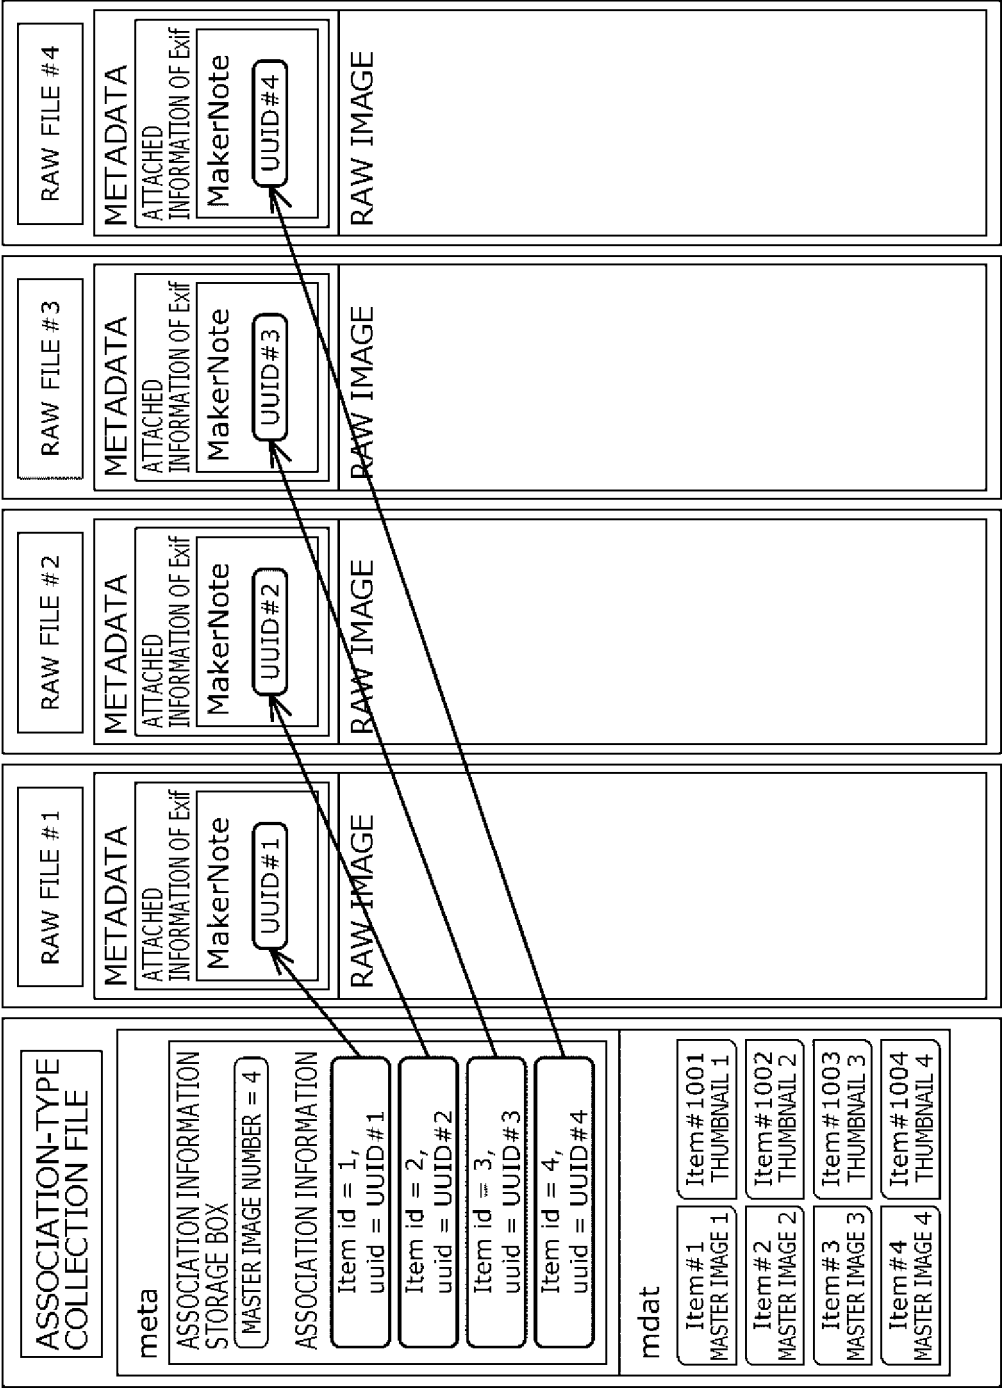 ASSOCIATION-TYPE
COLLECTION FILE
meta
ASSOCIATION INFORMATION
STORAGE BOX
MASTER IMAGE NUMBER = 4
ASSOCIATION INFORMATION
Item id = 1,
uuid = UUID#1
Item id = 2,
uuid = UUID#2
Item id = 3,
uuid = UUID#3
Item id = 4,
uuid = UUID#4
mdat
Item#1
MASTER IMAGE 1
Item#1001
THUMBNAIL 1
Item#2
MASTER IMAGE 2
Item#1002
THUMBNAIL 2
Item#3
MASTER IMAGE 3
Item#1003
THUMBNAIL 3
Item#4
MASTER IMAGE 4
Item#1004
THUMBNAIL 4
RAW FILE #1
METADATA
ATTACHED
INFORMATION OF Exif
MakerNote
UUID#1
RAW IMAGE
RAW FILE #2
METADATA
ATTACHED
INFORMATION OF Exif
MakerNote
UUID#2
RAW IMAGE
RAW FILE #3
METADATA
ATTACHED
INFORMATION OF Exif
MakerNote
UUID#3
RAW IMAGE
RAW FILE #4
METADATA
ATTACHED
INFORMATION OF Exif
MakerNote
UUID#4
RAW IMAGE